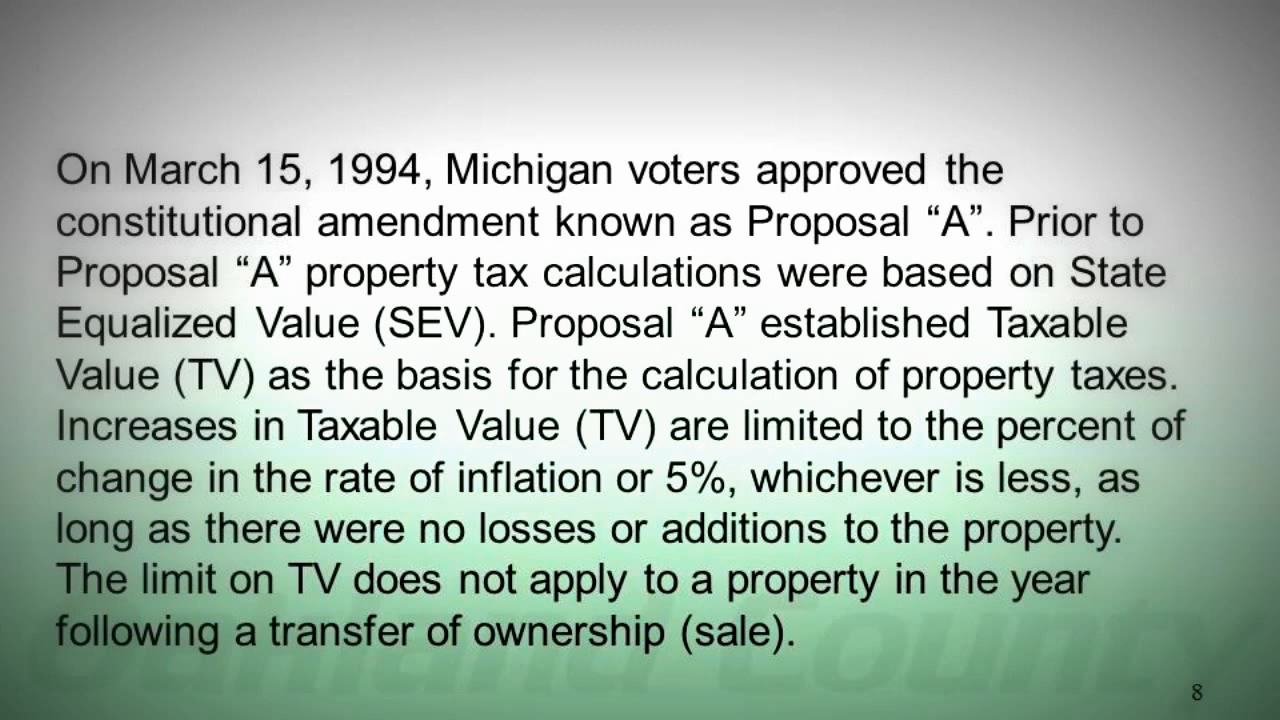 On March 15, 1994, Michigan voters approved the
constitutional amendment known as Proposal “A”. Prior to
Proposal “A” property tax calculations were based on State
Equalized Value (SEV). Proposal “A” established Taxable
Value (TV) as the basis for the calculation of property taxes.
Increases in Taxable Value (TV) are limited to the percent of
change in the rate of inflation or 5%, whichever is less, as
long as there were no losses or additions to the property.
The limit on TV does not apply to a property in the year
following a transfer of ownership (sale).
Oakland County
8